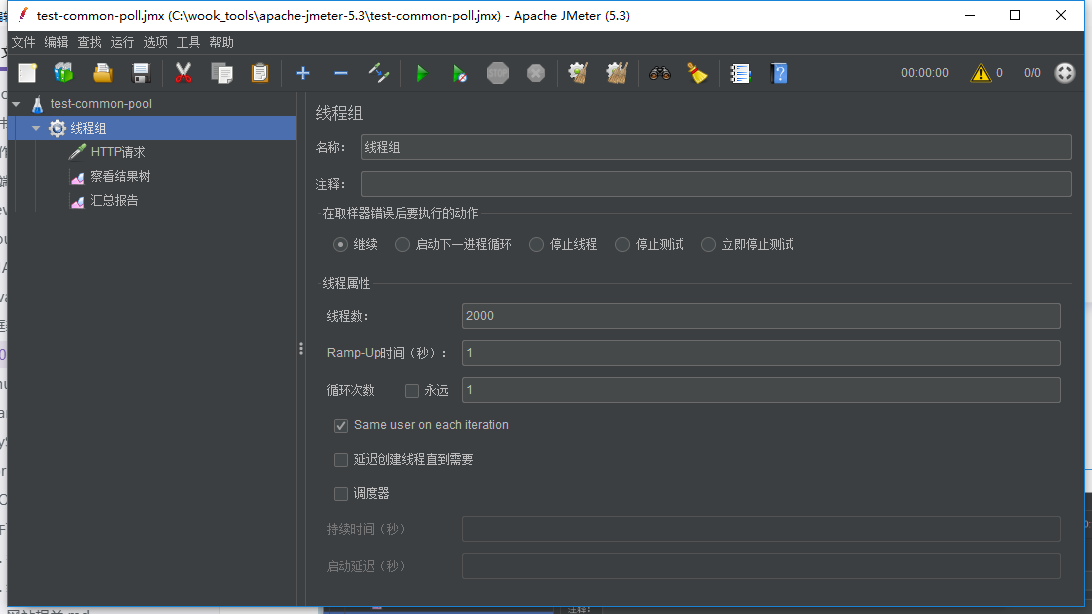 test-common-poll.jmx (C:\wook_tools\apache-jmeter-5.3\test-common-poll.jmx) - Apache JMeter (5.3)
文件 编辑 查找 运行 选项 工具 帮助
STOP
00:00:00 0 0/0
test-common-pool
线程组
HTTP请求
察看结果树
汇总报告
线程组
名称： 线程组
注释：
在取样器错误后要执行的动作
继续 启动下一进程循环 停止线程 停止测试 立即停止测试
线程属性
线程数： 2000
Ramp-Up时间（秒）： 1
循环次数 永远 1
Same user on each iteration
延迟创建线程直到需要
调度器
持续时间（秒）
启动延迟（秒）
注释：